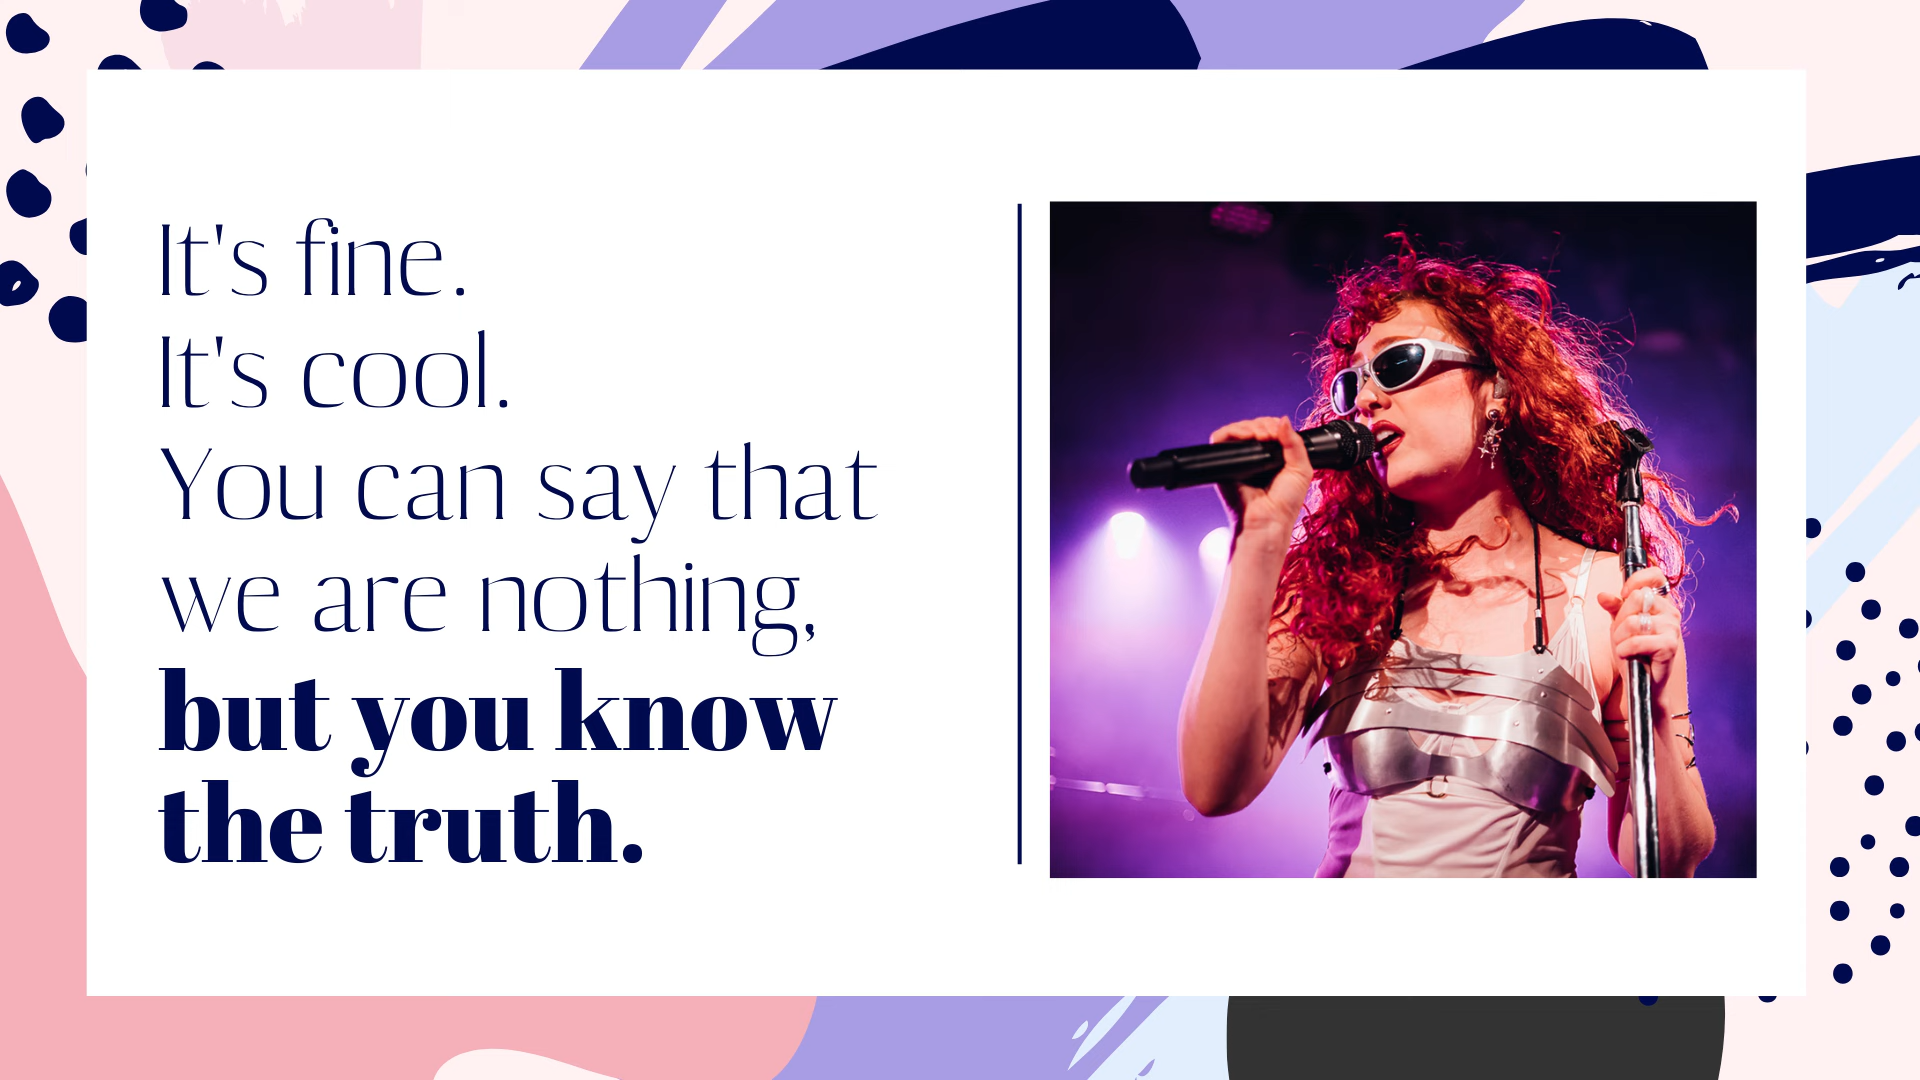 It's fine.
It's cool.
You can say that
we are nothing,
but you know
the truth.